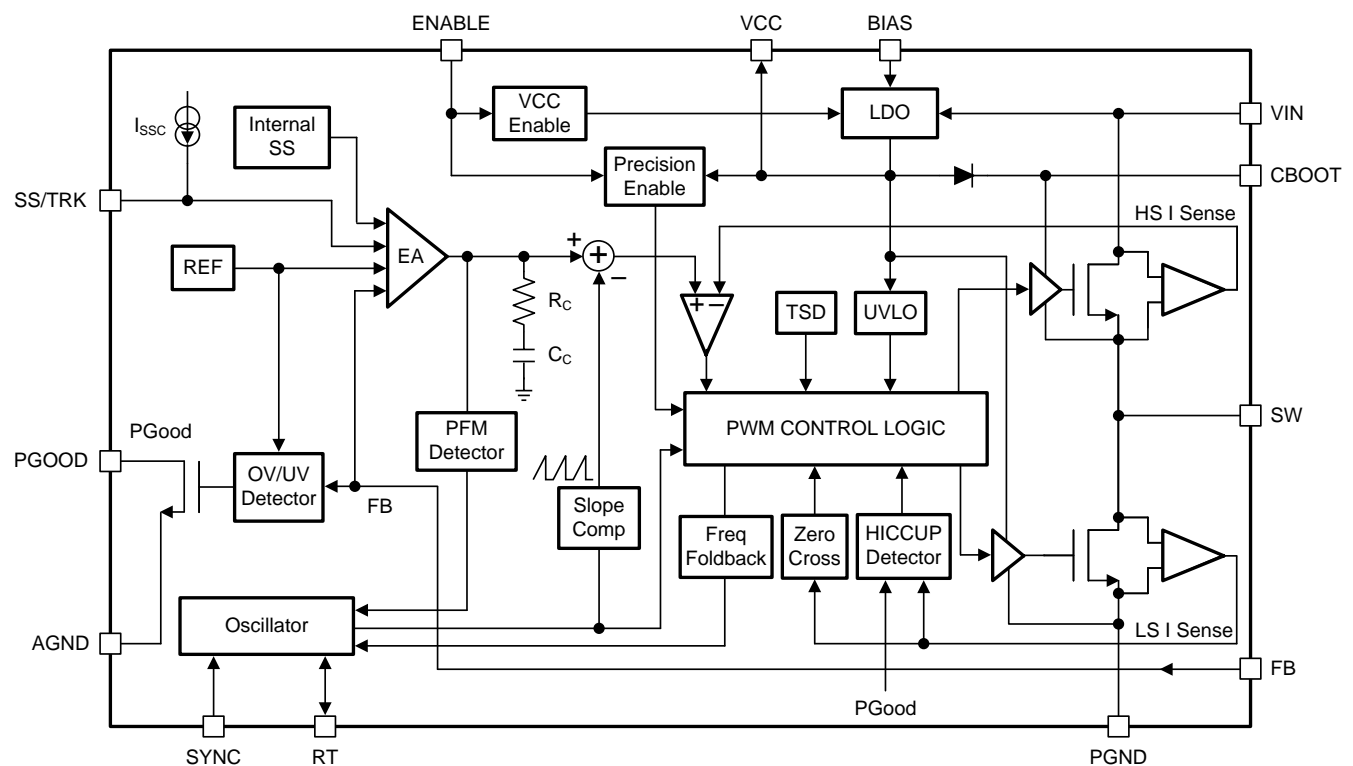 ENABLE
VCC
BIAS
ISSC
Internal
SS
VCC
Enable
LDO
VIN
Precision
Enable
CBOOT
SS/TRK
HS I Sense
REF
EA
+
+
−
RC
+
−
TSD
UVLO
CC
PWM CONTROL LOGIC
SW
PGood
PFM
Detector
PGOOD
OV/UV
Detector
FB
Slope
Comp
Freq
Foldback
Zero
Cross
HICCUP
Detector
Oscillator
LS I Sense
AGND
FB
PGood
SYNC
RT
PGND